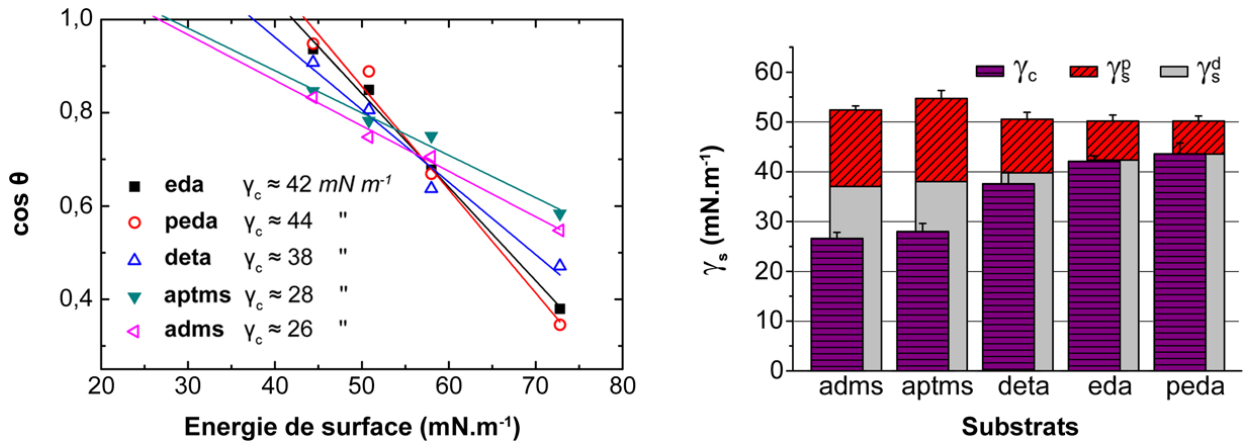 1,0
0,8
0,6
0,4
cos θ
eda γc ≈ 42 mN m-1
peda γc ≈ 44 "
deta γc ≈ 38 "
aptms γc ≈ 28 "
adms γc ≈ 26 "
20 30 40 50 60 70 80
Energie de surface (mN.m-1)
γc γsp γsd
60
50
40
30
20
10
0
γs (mN.m-1)
adms aptms deta eda peda
Substrats